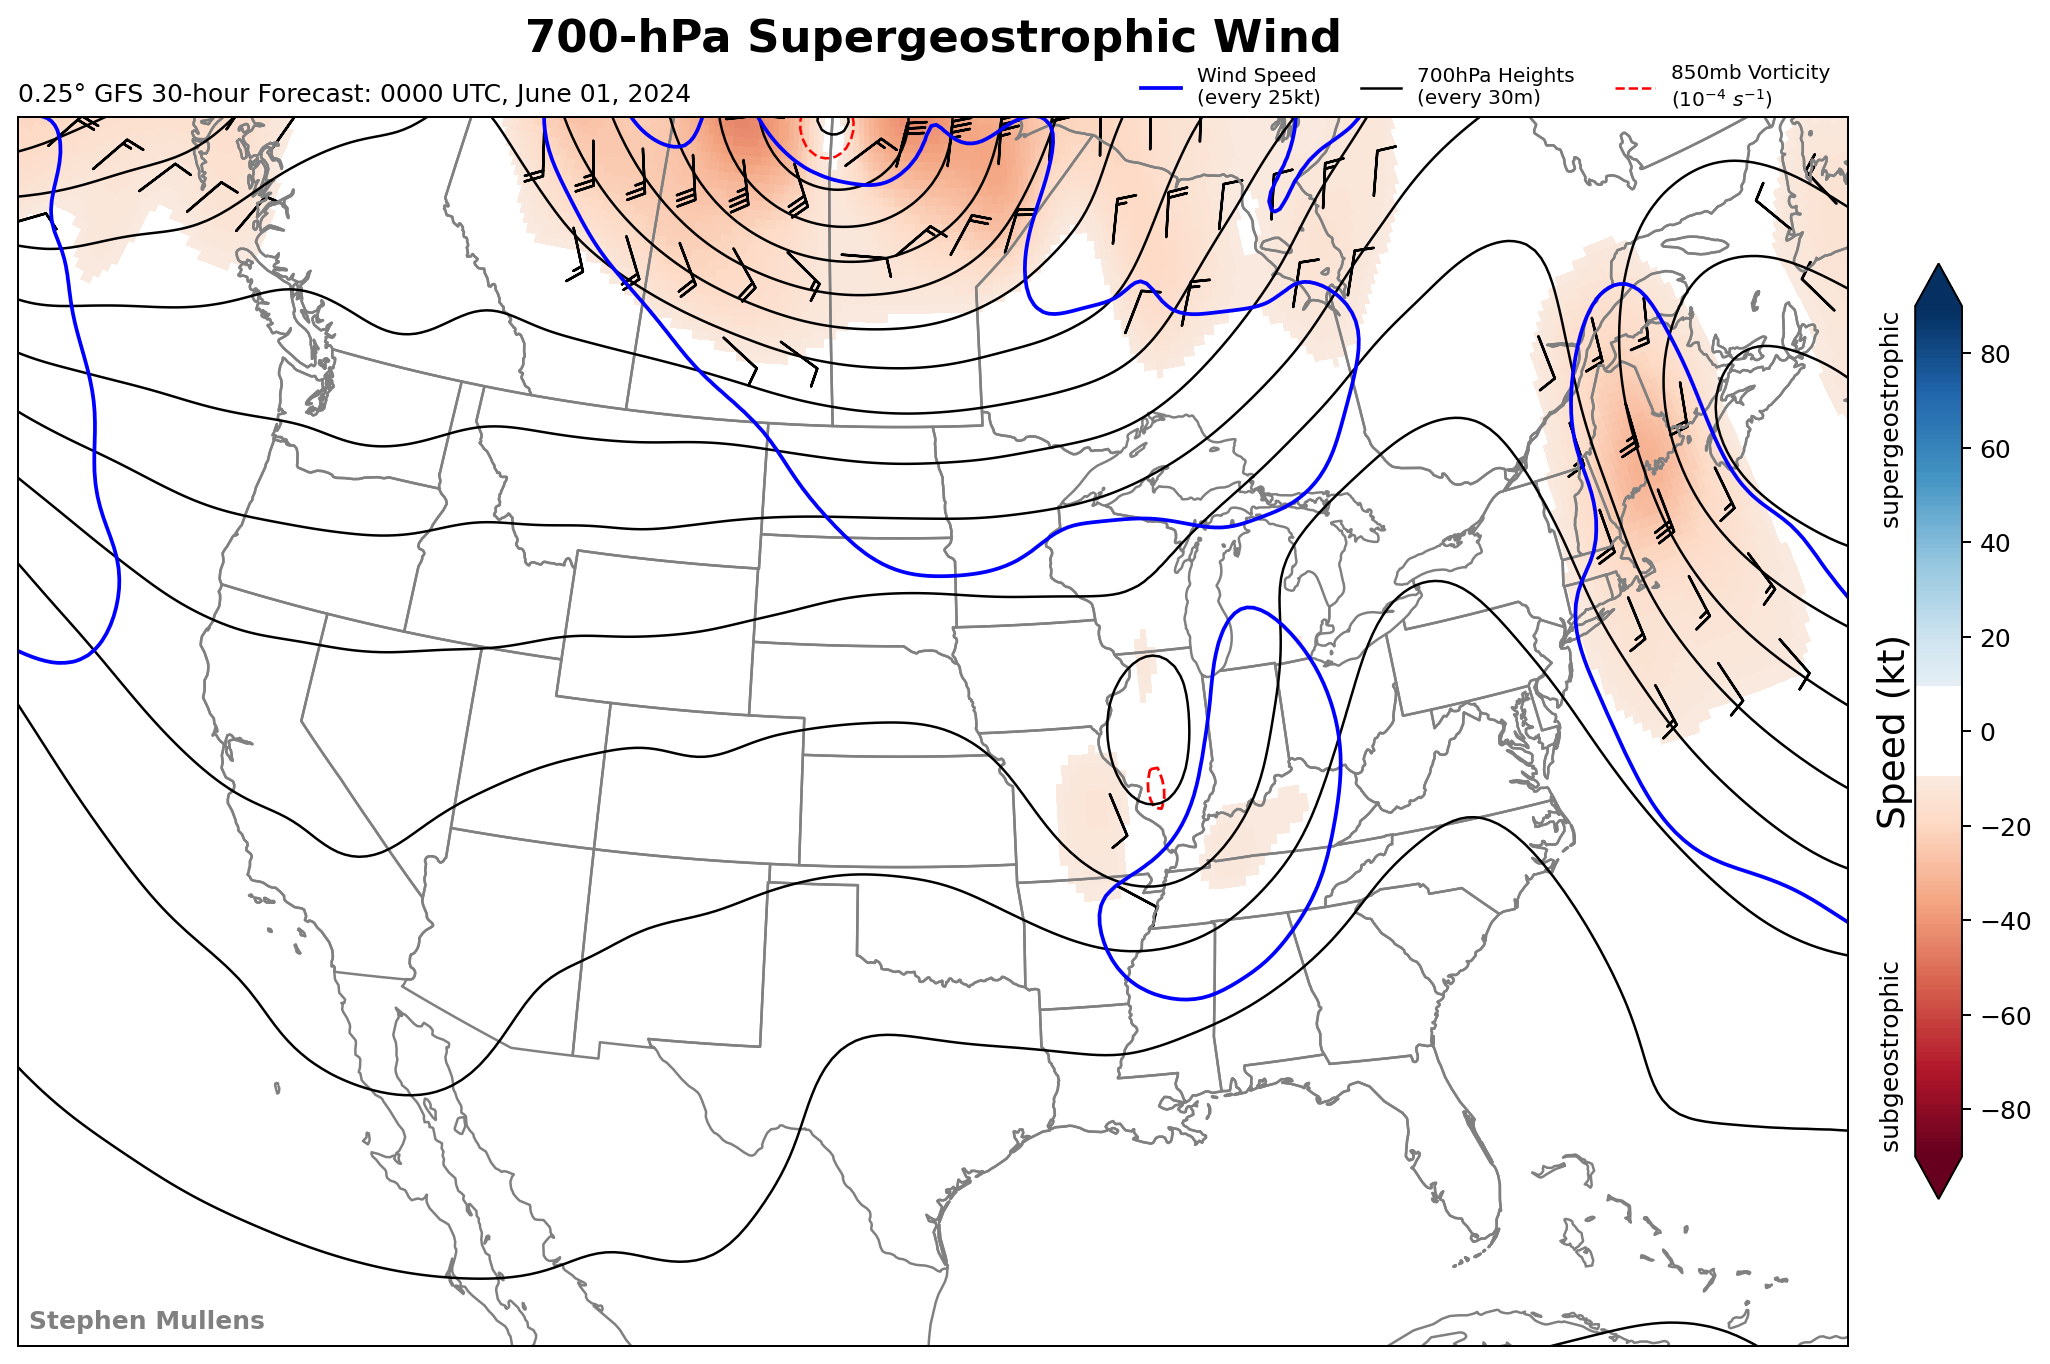 700-hPa Supergeostrophic Wind
0.25° GFS 30-hour Forecast: 0000 UTC, June 01, 2024
Wind Speed
(every 25kt)
700hPa Heights
(every 30m)
850mb Vorticity
(10⁻⁴ s⁻¹)
supergeostrophic
Speed (kt)
subgeostrophic
80
60
40
20
0
−20
−40
−60
−80
Stephen Mullens